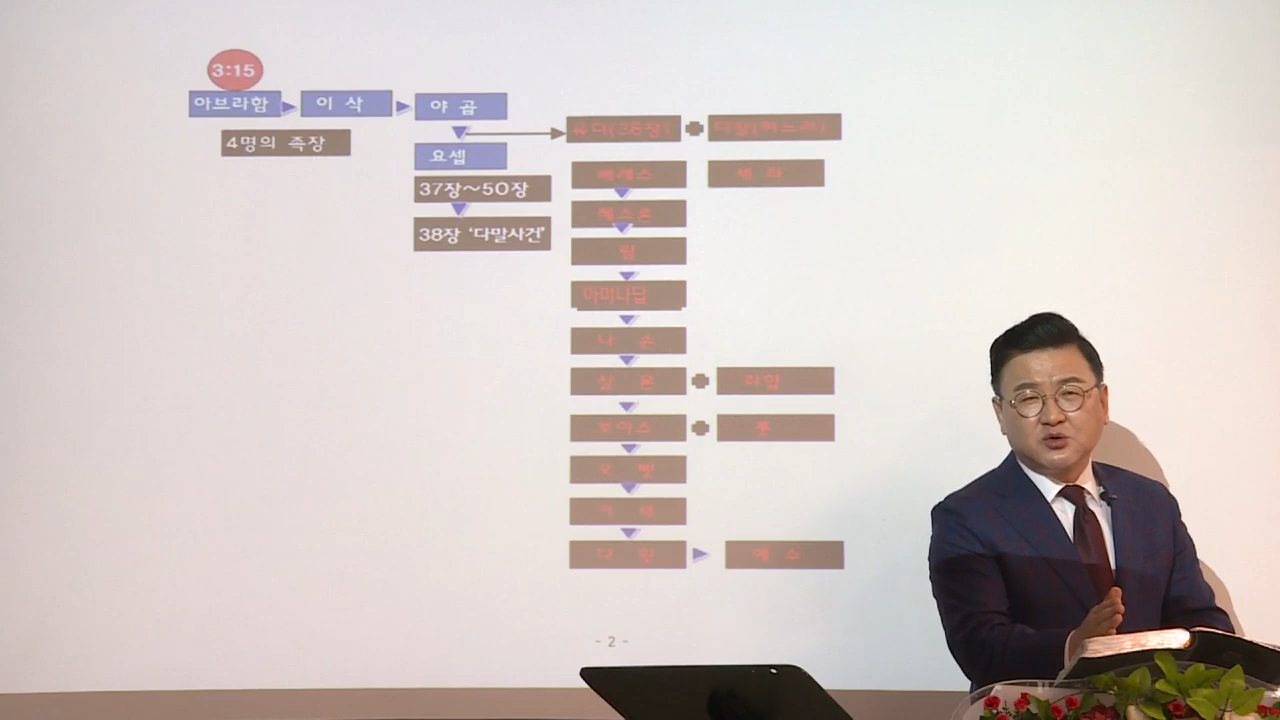 3:15
아브라함
이 삭
야 곱
4명의 족장
유다(38장)
다말(며느리)
요셉
37장~50장
38장 '다말사건'
베레스
세 라
헤스론
람
아미나답
나 손
살 몬
라합
보아스
룻
오 벳
이 새
다 윗
예 수
- 2 -